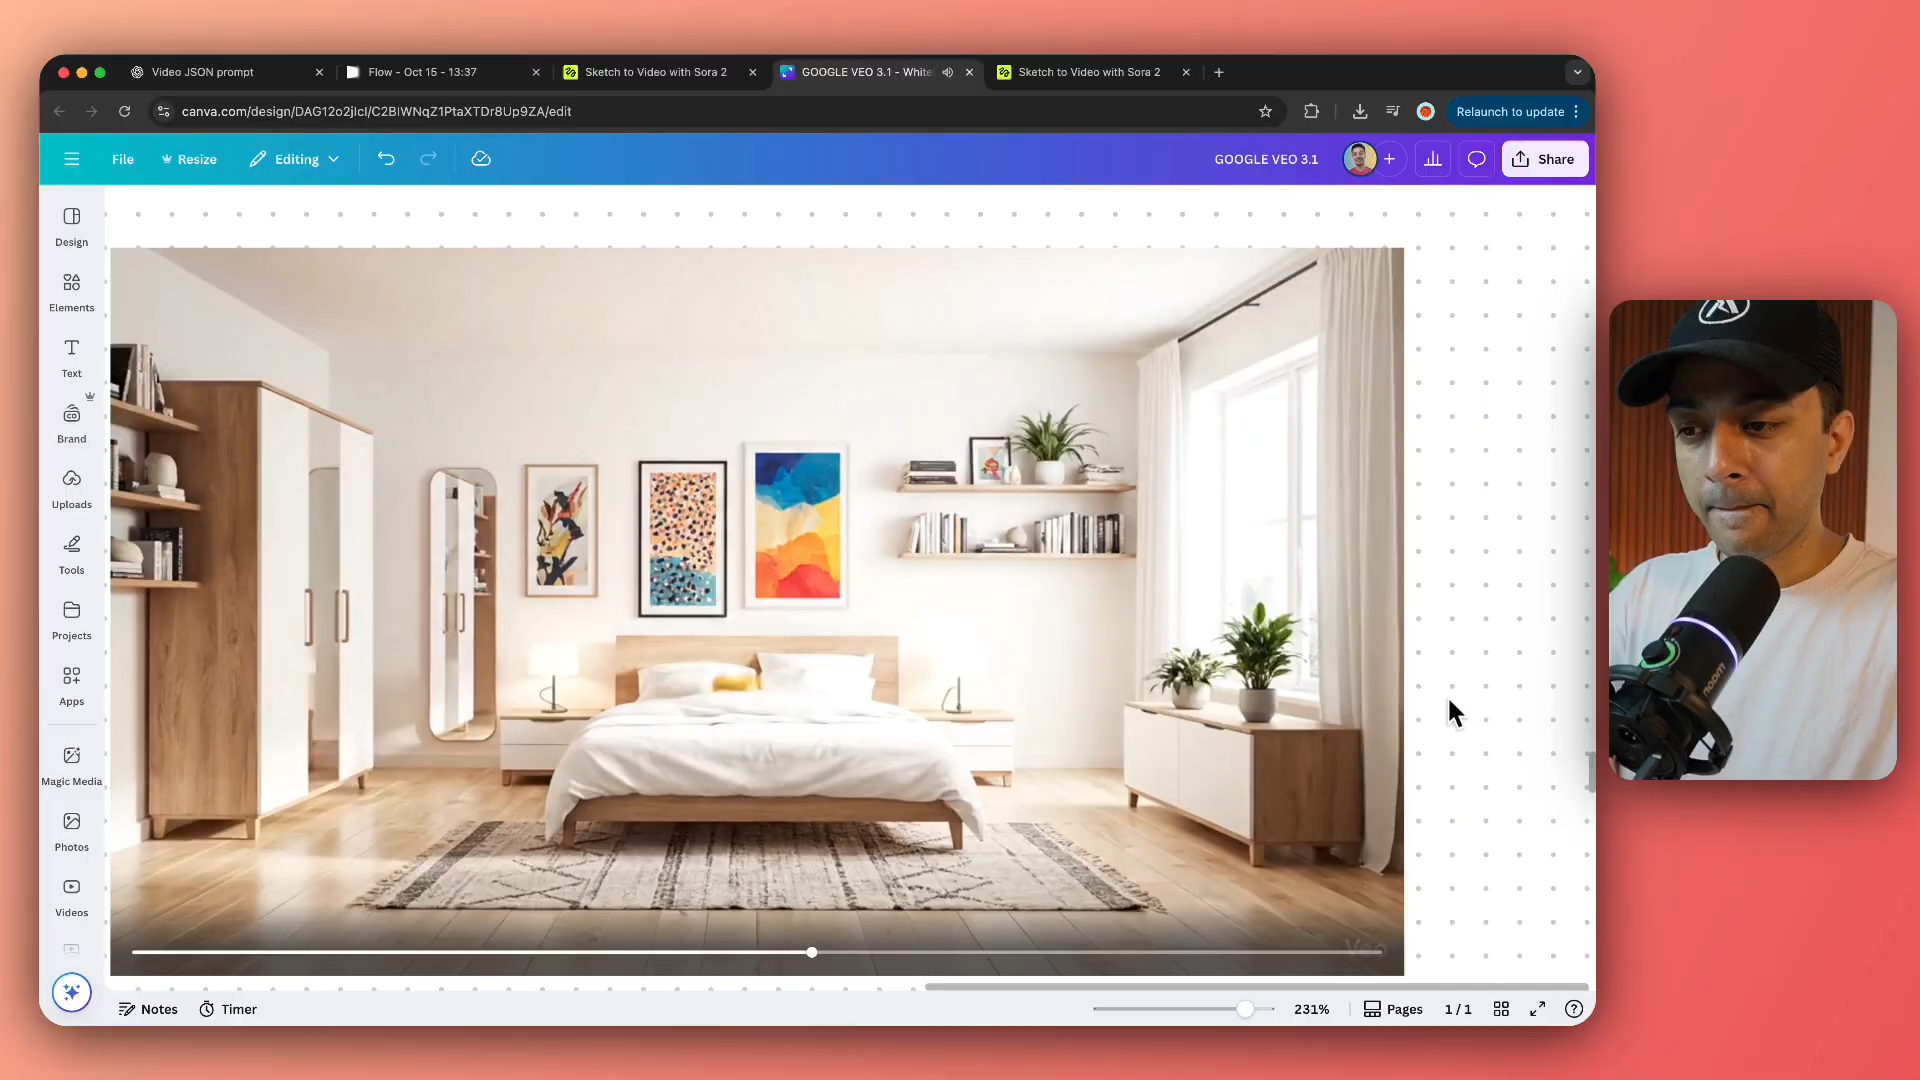 Video JSON prompt
Flow - Oct 15 - 13:37
Sketch to Video with Sora 2
GOOGLE VEO 3.1 - White
Sketch to Video with Sora 2
canva.com/design/DAG12o2jIcI/C2BIWNqZ1PtaXTDr8Up9ZA/edit
Relaunch to update
File
Resize
Editing
GOOGLE VEO 3.1
Share
Design
Elements
Text
Brand
Uploads
Tools
Projects
Apps
Magic Media
Photos
Videos
Veo
Notes
Timer
231%
Pages
1 / 1